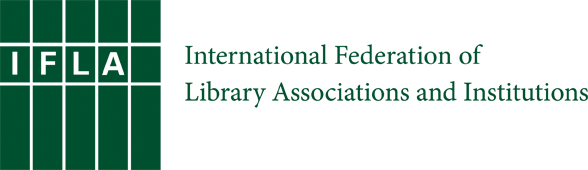 IFLA
International Federation of
Library Associations and Institutions